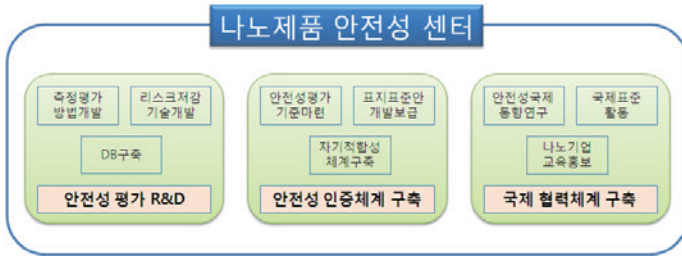 나노제품 안전성 센터
측정평가
방법개발
리스크저감
기술개발
DB구축
안전성 평가 R&D
안전성평가
기준마련
표지표준안
개발보급
자기적합성
체계구축
안전성 인증체계 구축
안전성국제
동향연구
국제표준
활동
나노기업
교육홍보
국제 협력체계 구축